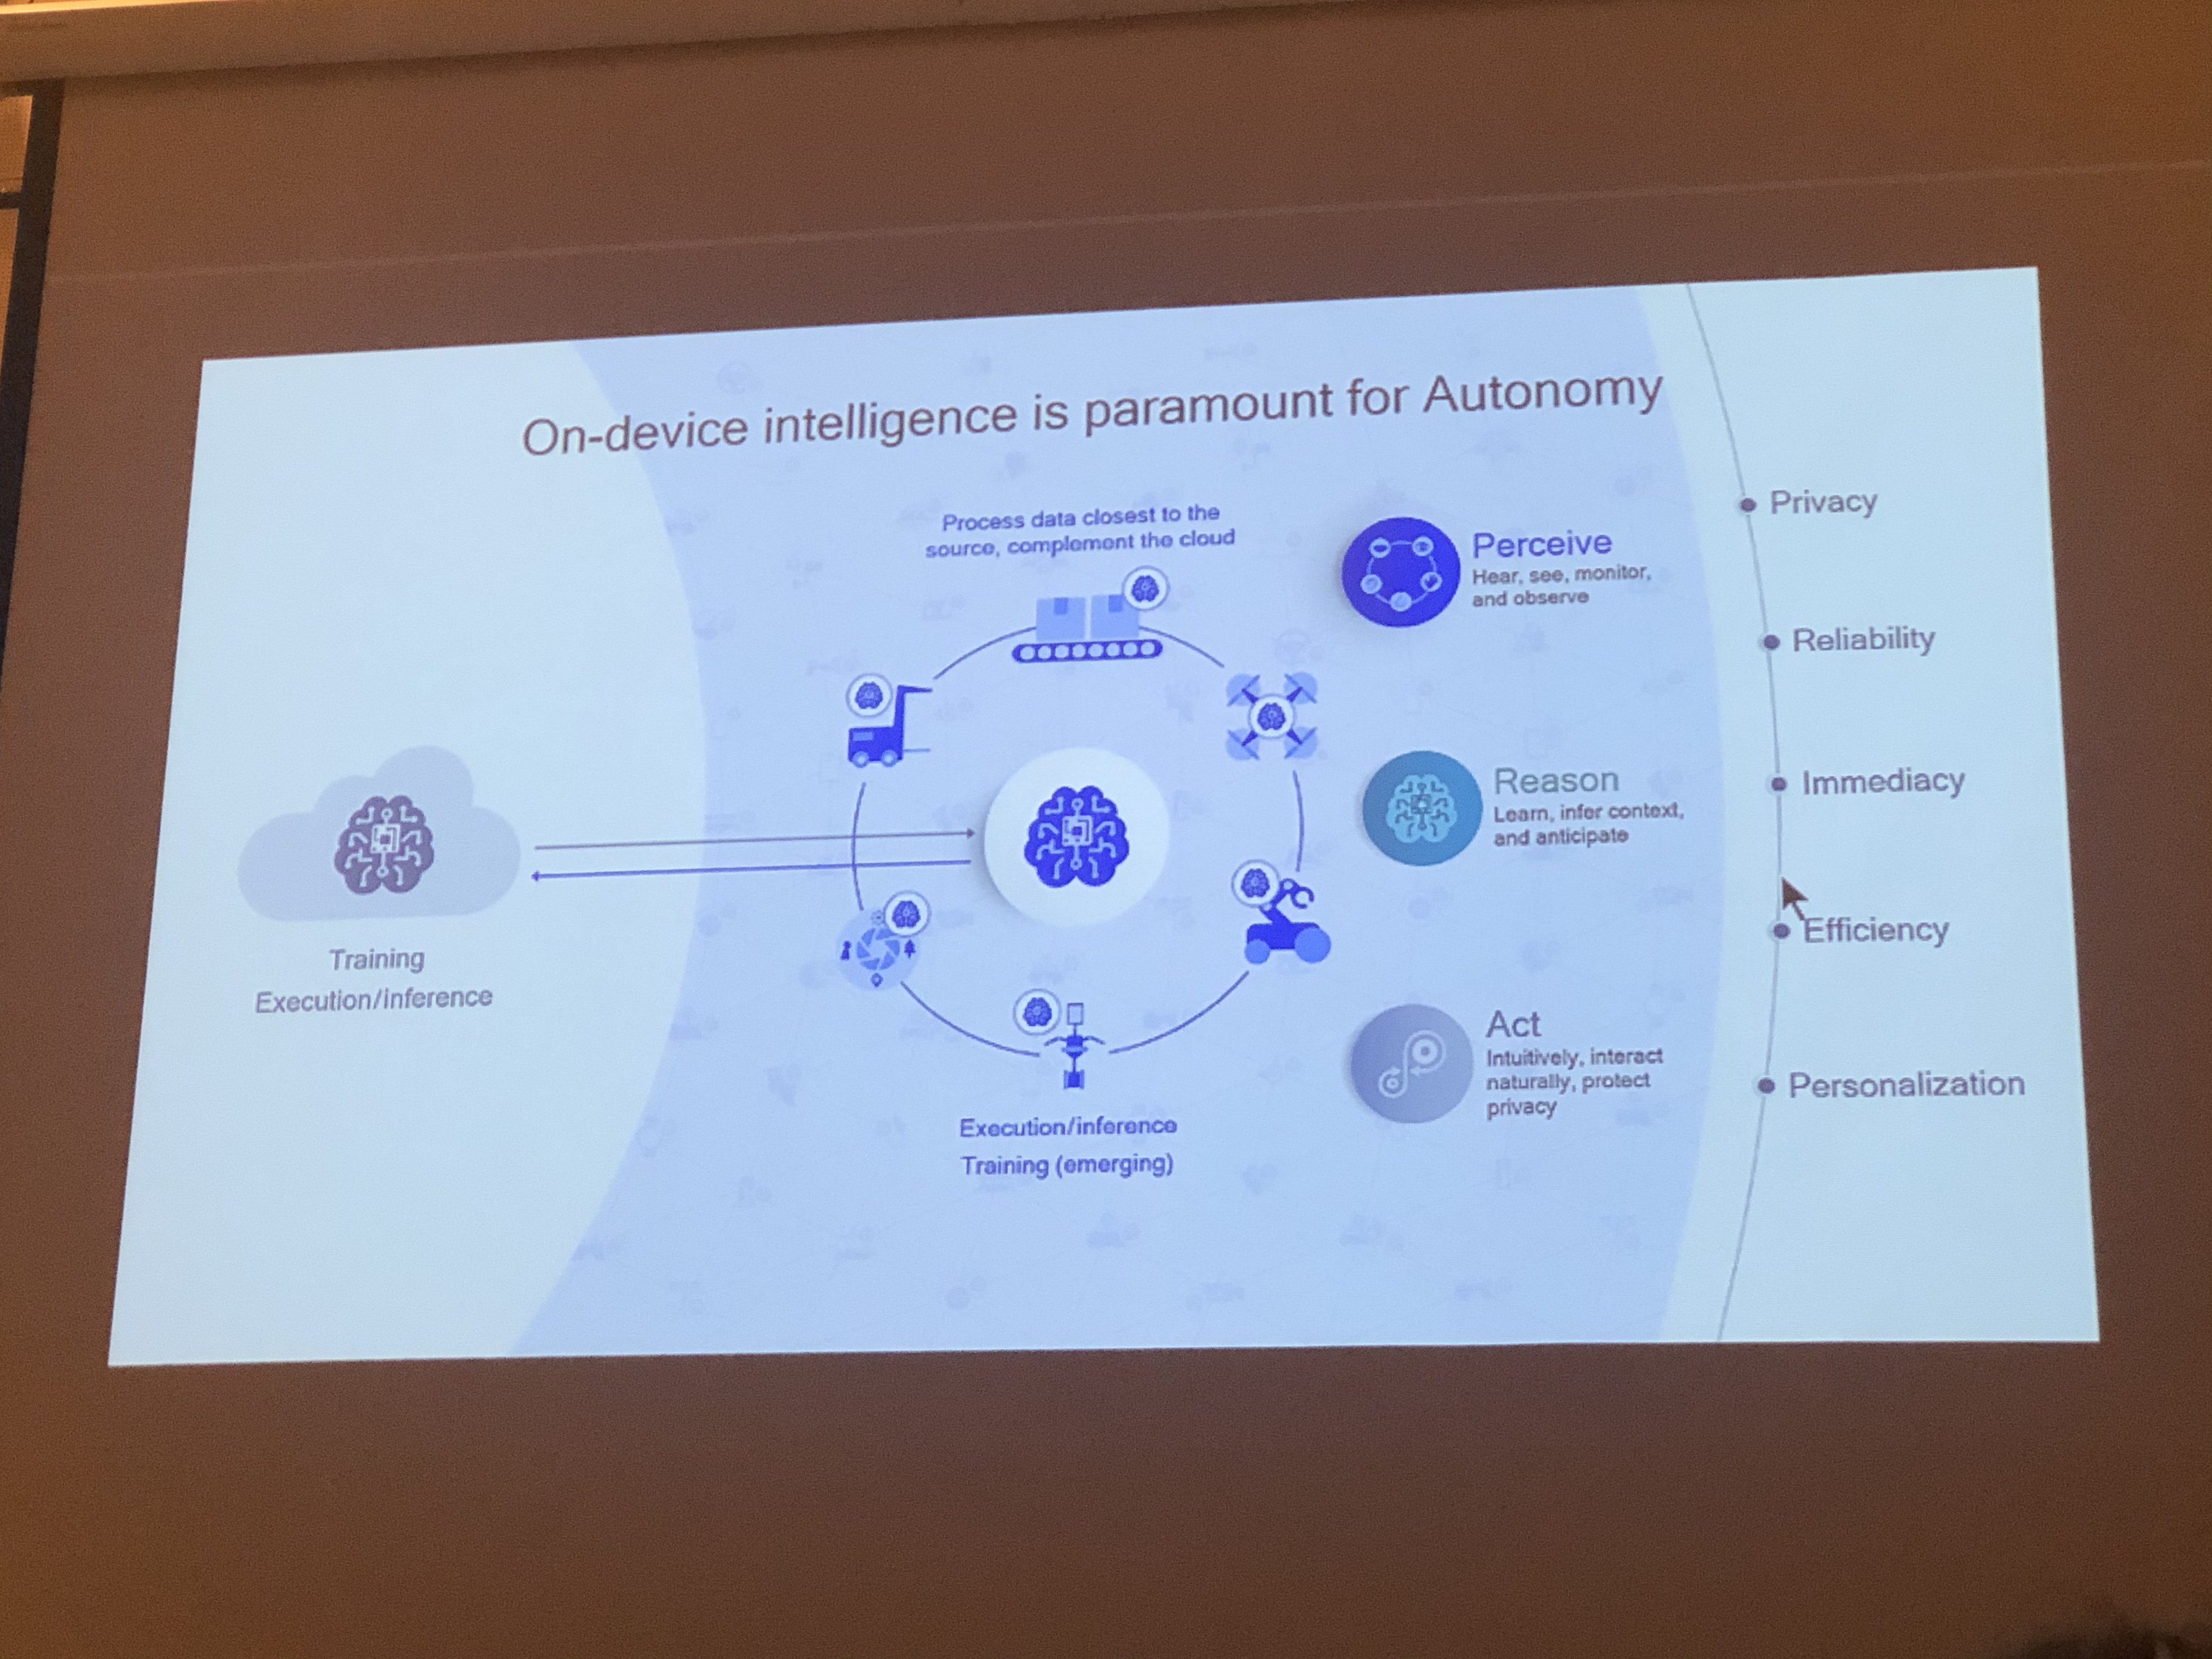 On-device intelligence is paramount for Autonomy
Process data closest to the
source, complement the cloud
Training
Execution/inference
Execution/inference
Training (emerging)
Perceive
Hear, see, monitor,
and observe
Reason
Learn, infer context,
and anticipate
Act
Intuitively, interact
naturally, protect
privacy
Privacy
Reliability
Immediacy
Efficiency
Personalization